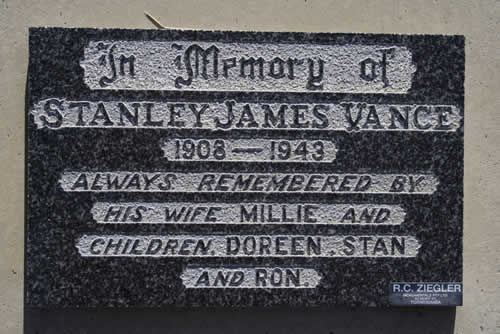 In Memory of
STANLEY JAMES VANCE
1908 — 1943
ALWAYS REMEMBERED BY
HIS WIFE MILLIE AND
CHILDREN. DOREEN. STAN
AND RON.
R.C. ZIEGLER